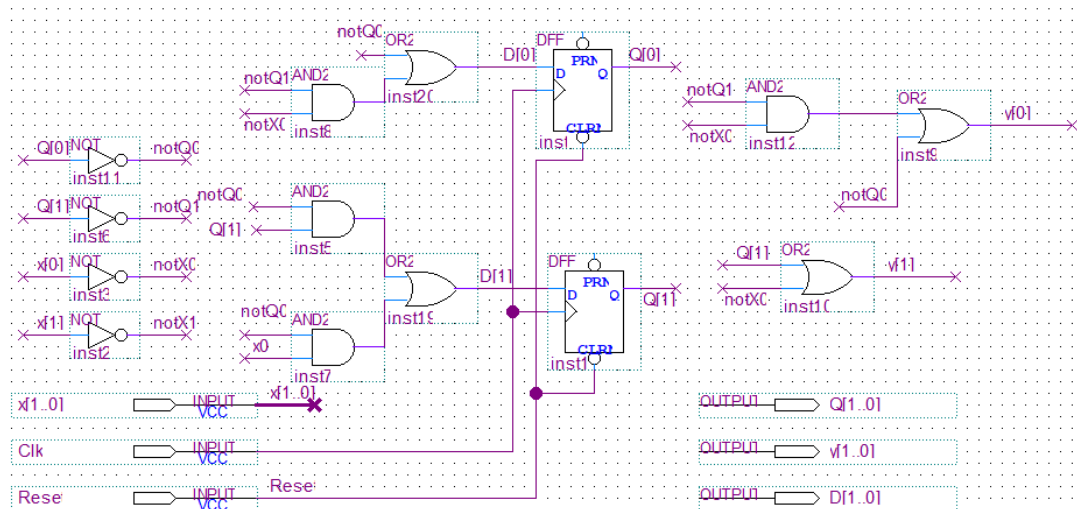 notQ0
OR2
D[0]
DFF
PRN
D
Q
Q[0]
CLRN
inst
notQ1
AND2
notX0
inst8
inst20
notQ1
AND2
notX0
inst12
OR2
inst9
y[0]
notQ0
Q[0]
NOT
notQ0
inst11
Q[1]
NOT
notQ1
inst6
x[0]
NOT
notX0
inst3
x[1]
NOT
notX1
inst2
notQ0
AND2
Q[1]
inst5
OR2
D[1]
inst19
notQ0
AND2
x0
inst7
DFF
PRN
D
Q
Q[1]
CLRN
inst1
Q[1]
OR2
notX0
inst10
y[1]
x[1..0]
INPUT
VCC
x[1..0]
Clk
INPUT
VCC
Rese
INPUT
VCC
Rese
OUTPUT
Q[1..0]
OUTPUT
y[1..0]
OUTPUT
D[1..0]